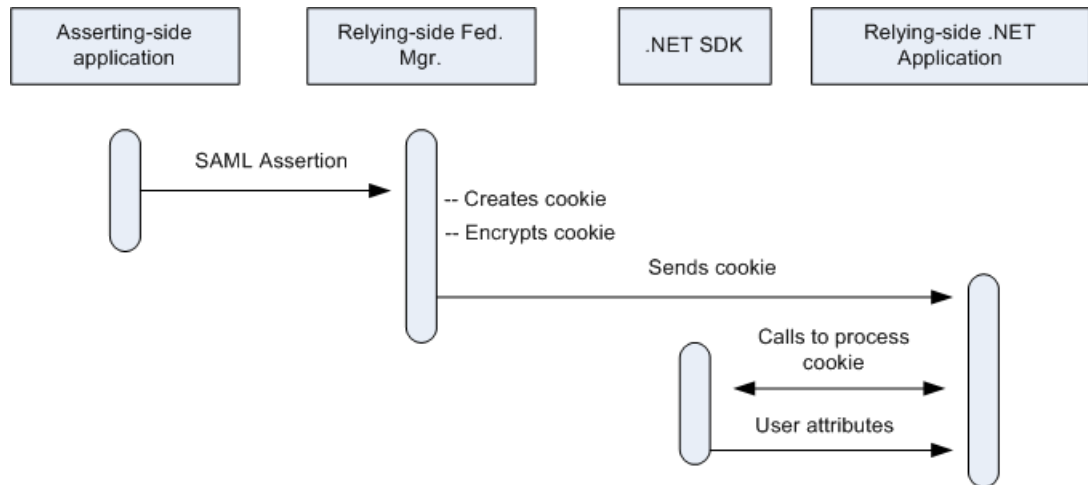 Asserting-side
application
Relying-side Fed.
Mgr.
.NET SDK
Relying-side .NET
Application
SAML Assertion
-- Creates cookie
-- Encrypts cookie
Sends cookie
Calls to process
cookie
User attributes